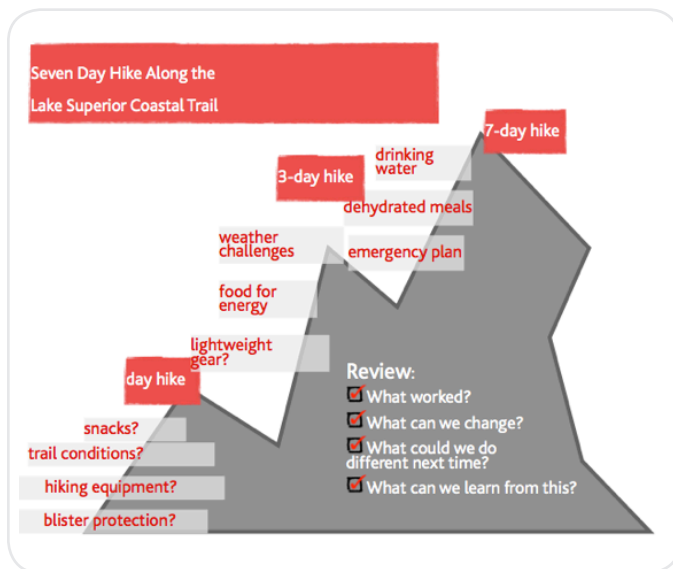 Seven Day Hike Along the
Lake Superior Coastal Trail
7-day hike
drinking
water
3-day hike
dehydrated meals
weather
challenges
emergency plan
food for
energy
lightweight
gear?
day hike
Review:
What worked?
snacks?
What can we change?
trail conditions?
What could we do
different next time?
hiking equipment?
What can we learn from this?
blister protection?